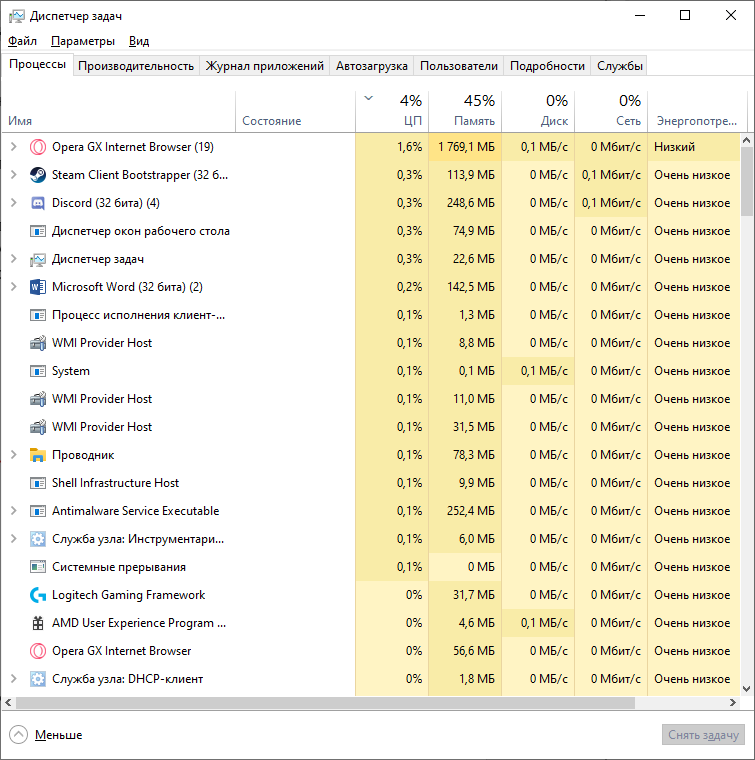 Диспетчер задач
Файл Параметры Вид
Процессы Производительность Журнал приложений Автозагрузка Пользователи Подробности Службы
4% 45% 0% 0%
Имя Состояние ЦП Память Диск Сеть Энергопотре...
Opera GX Internet Browser (19) 1,6% 1 769,1 МБ 0,1 МБ/с 0 Мбит/с Низкий
Steam Client Bootstrapper (32 б... 0,3% 113,9 МБ 0 МБ/с 0,1 Мбит/с Очень низкое
Discord (32 бита) (4) 0,3% 248,6 МБ 0 МБ/с 0,1 Мбит/с Очень низкое
Диспетчер окон рабочего стола 0,3% 74,9 МБ 0 МБ/с 0 Мбит/с Очень низкое
Диспетчер задач 0,3% 22,6 МБ 0 МБ/с 0 Мбит/с Очень низкое
Microsoft Word (32 бита) (2) 0,2% 142,5 МБ 0 МБ/с 0 Мбит/с Очень низкое
Процесс исполнения клиент-... 0,1% 1,3 МБ 0 МБ/с 0 Мбит/с Очень низкое
WMI Provider Host 0,1% 8,8 МБ 0 МБ/с 0 Мбит/с Очень низкое
System 0,1% 0,1 МБ 0,1 МБ/с 0 Мбит/с Очень низкое
WMI Provider Host 0,1% 11,0 МБ 0 МБ/с 0 Мбит/с Очень низкое
WMI Provider Host 0,1% 31,5 МБ 0 МБ/с 0 Мбит/с Очень низкое
Проводник 0,1% 78,3 МБ 0 МБ/с 0 Мбит/с Очень низкое
Shell Infrastructure Host 0,1% 9,9 МБ 0 МБ/с 0 Мбит/с Очень низкое
Antimalware Service Executable 0,1% 252,4 МБ 0 МБ/с 0 Мбит/с Очень низкое
Служба узла: Инструментари... 0,1% 6,0 МБ 0 МБ/с 0 Мбит/с Очень низкое
Системные прерывания 0,1% 0 МБ 0 МБ/с 0 Мбит/с Очень низкое
Logitech Gaming Framework 0% 31,7 МБ 0 МБ/с 0 Мбит/с Очень низкое
AMD User Experience Program ... 0% 4,6 МБ 0,1 МБ/с 0 Мбит/с Очень низкое
Opera GX Internet Browser 0% 56,6 МБ 0 МБ/с 0 Мбит/с Очень низкое
Служба узла: DHCP-клиент 0% 1,8 МБ 0 МБ/с 0 Мбит/с Очень низкое
Меньше Снять задачу